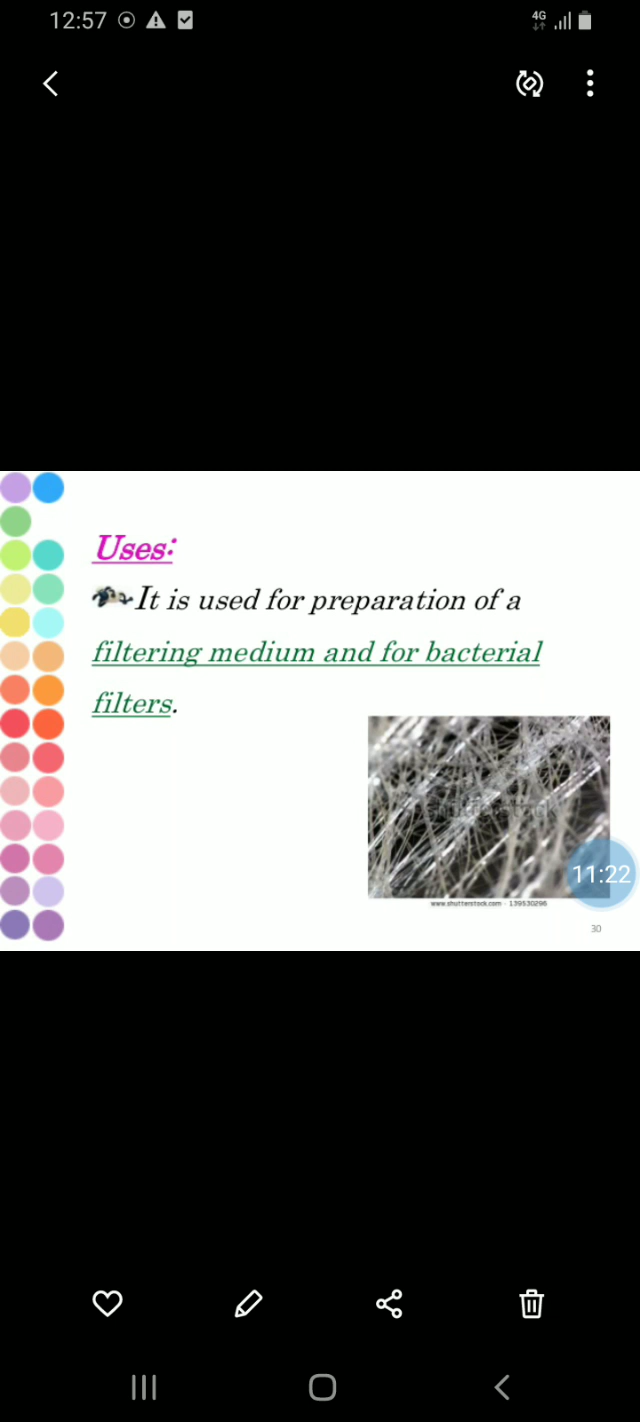 12:57
4G
Uses:
It is used for preparation of a
filtering medium and for bacterial
filters.
shutterstock
11:22
www.shutterstock.com · 139530296
30